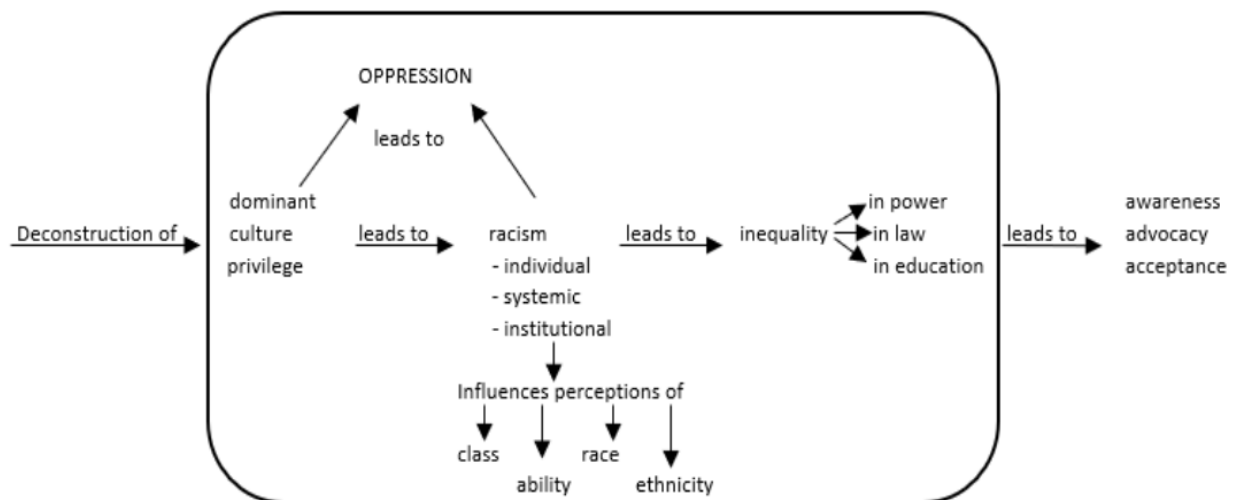 OPPRESSION
leads to
Deconstruction of
dominant
culture
privilege
leads to
racism
- individual
- systemic
- institutional
leads to
inequality
in power
in law
in education
leads to
awareness
advocacy
acceptance
Influences perceptions of
class
ability
race
ethnicity